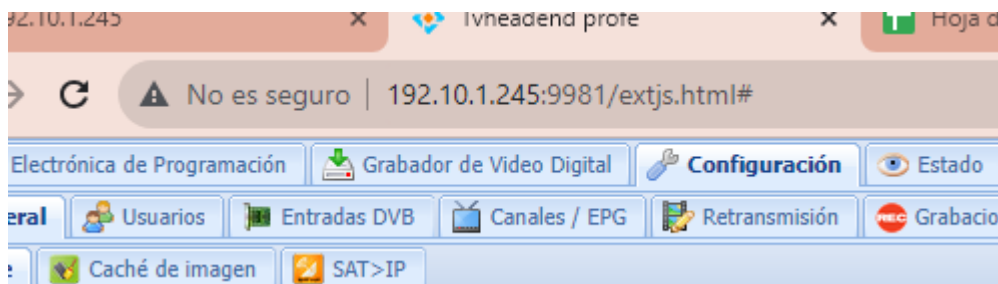 92.10.1.245 Tvheadend profe Hoja d
No es seguro | 192.10.1.245:9981/extjs.html#
Electrónica de Programación Grabador de Video Digital Configuración Estado
eral Usuarios Entradas DVB Canales / EPG Retransmisión REC Grabacio
e Caché de imagen SAT>IP